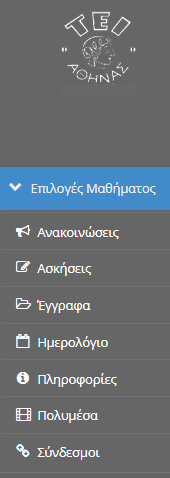 ΤΕΙ
ΑΘΗΝΑΣ
Επιλογές Μαθήματος
Ανακοινώσεις
Ασκήσεις
Έγγραφα
Ημερολόγιο
Πληροφορίες
Πολυμέσα
Σύνδεσμοι